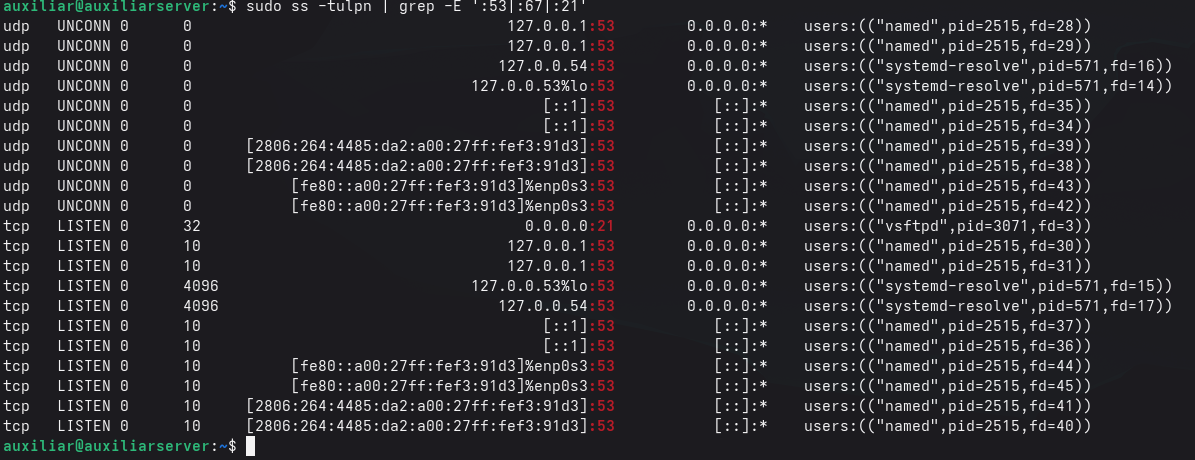 auxiliar@auxiliarserver:~$ sudo ss -tulpn | grep -E ':53|:67|:21'
udp UNCONN 0 0 127.0.0.1:53 0.0.0.0:* users:(("named",pid=2515,fd=28))
udp UNCONN 0 0 127.0.0.1:53 0.0.0.0:* users:(("named",pid=2515,fd=29))
udp UNCONN 0 0 127.0.0.54:53 0.0.0.0:* users:(("systemd-resolve",pid=571,fd=16))
udp UNCONN 0 0 127.0.0.53%lo:53 0.0.0.0:* users:(("systemd-resolve",pid=571,fd=14))
udp UNCONN 0 0 [::1]:53 [::]:* users:(("named",pid=2515,fd=35))
udp UNCONN 0 0 [::1]:53 [::]:* users:(("named",pid=2515,fd=34))
udp UNCONN 0 0 [2806:264:4485:da2:a00:27ff:fef3:91d3]:53 [::]:* users:(("named",pid=2515,fd=39))
udp UNCONN 0 0 [2806:264:4485:da2:a00:27ff:fef3:91d3]:53 [::]:* users:(("named",pid=2515,fd=38))
udp UNCONN 0 0 [fe80::a00:27ff:fef3:91d3]%enp0s3:53 [::]:* users:(("named",pid=2515,fd=43))
udp UNCONN 0 0 [fe80::a00:27ff:fef3:91d3]%enp0s3:53 [::]:* users:(("named",pid=2515,fd=42))
tcp LISTEN 0 32 0.0.0.0:21 0.0.0.0:* users:(("vsftpd",pid=3071,fd=3))
tcp LISTEN 0 10 127.0.0.1:53 0.0.0.0:* users:(("named",pid=2515,fd=30))
tcp LISTEN 0 10 127.0.0.1:53 0.0.0.0:* users:(("named",pid=2515,fd=31))
tcp LISTEN 0 4096 127.0.0.53%lo:53 0.0.0.0:* users:(("systemd-resolve",pid=571,fd=15))
tcp LISTEN 0 4096 127.0.0.54:53 0.0.0.0:* users:(("systemd-resolve",pid=571,fd=17))
tcp LISTEN 0 10 [::1]:53 [::]:* users:(("named",pid=2515,fd=37))
tcp LISTEN 0 10 [::1]:53 [::]:* users:(("named",pid=2515,fd=36))
tcp LISTEN 0 10 [fe80::a00:27ff:fef3:91d3]%enp0s3:53 [::]:* users:(("named",pid=2515,fd=44))
tcp LISTEN 0 10 [fe80::a00:27ff:fef3:91d3]%enp0s3:53 [::]:* users:(("named",pid=2515,fd=45))
tcp LISTEN 0 10 [2806:264:4485:da2:a00:27ff:fef3:91d3]:53 [::]:* users:(("named",pid=2515,fd=41))
tcp LISTEN 0 10 [2806:264:4485:da2:a00:27ff:fef3:91d3]:53 [::]:* users:(("named",pid=2515,fd=40))
auxiliar@auxiliarserver:~$